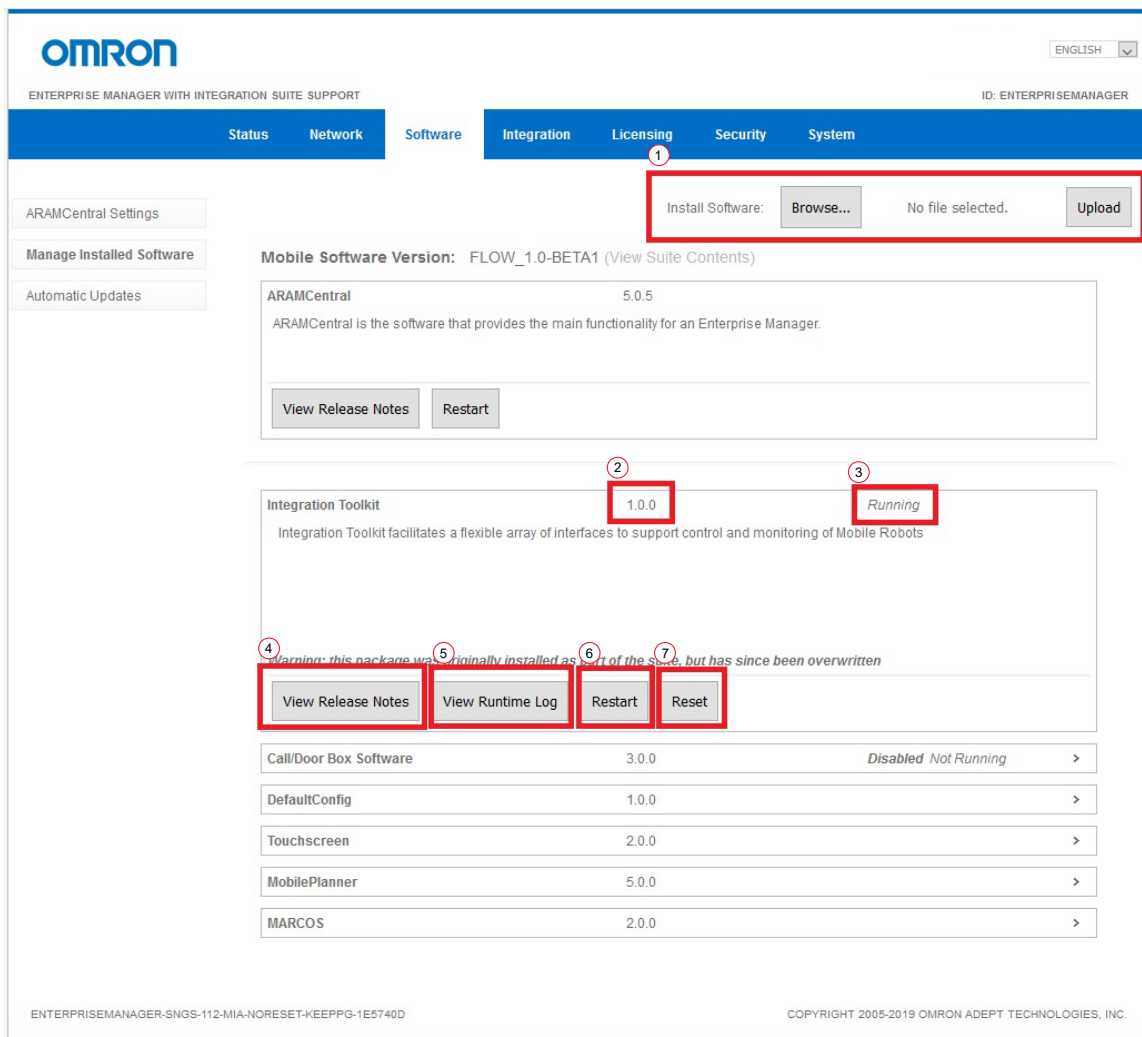 OMRON
ENGLISH
ENTERPRISE MANAGER WITH INTEGRATION SUITE SUPPORT ID: ENTERPRISEMANAGER
Status Network Software Integration Licensing Security System
1
Install Software: Browse... No file selected. Upload
ARAMCentral Settings
Manage Installed Software
Automatic Updates
Mobile Software Version: FLOW_1.0-BETA1 (View Suite Contents)
ARAMCentral 5.0.5
ARAMCentral is the software that provides the main functionality for an Enterprise Manager.
View Release Notes Restart
2 3
Integration Toolkit 1.0.0 Running
Integration Toolkit facilitates a flexible array of interfaces to support control and monitoring of Mobile Robots
4 5 6 7
Warning: this package was originally installed as part of the suite, but has since been overwritten
View Release Notes View Runtime Log Restart Reset
Call/Door Box Software 3.0.0 Disabled Not Running >
DefaultConfig 1.0.0 >
Touchscreen 2.0.0 >
MobilePlanner 5.0.0 >
MARCOS 2.0.0 >
ENTERPRISEMANAGER-SNGS-112-MIA-NORESET-KEEPPG-1E5740D COPYRIGHT 2005-2019 OMRON ADEPT TECHNOLOGIES, INC.